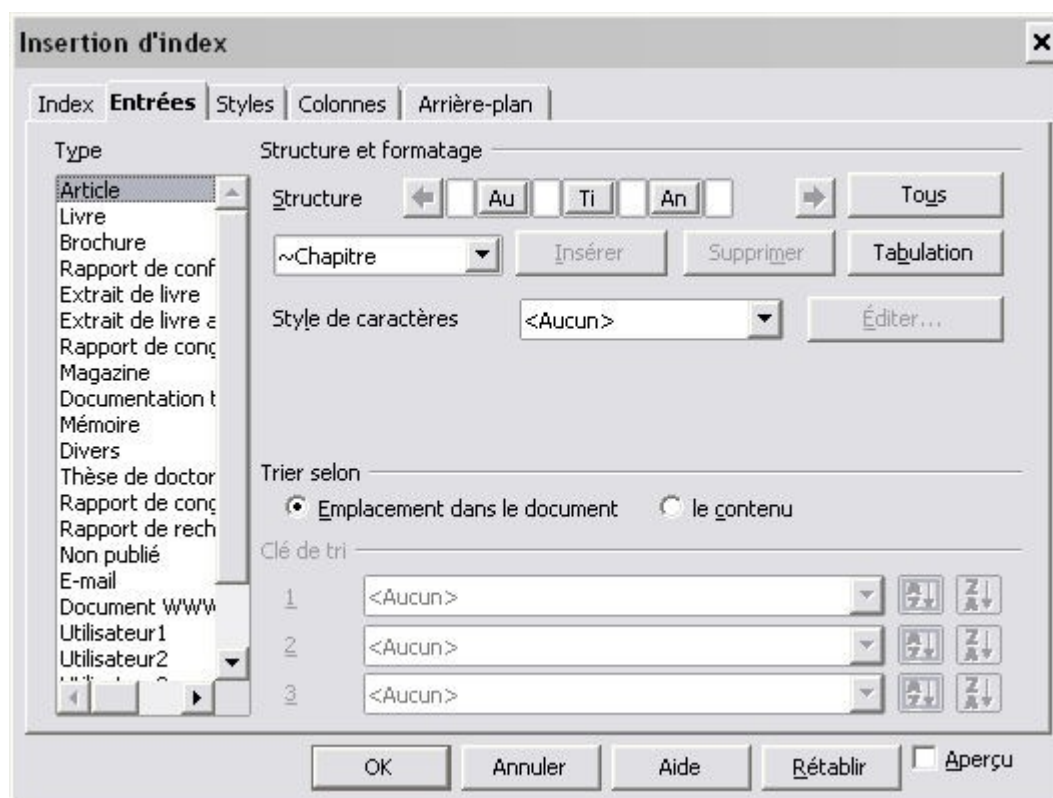 Insertion d'index
Index Entrées Styles Colonnes Arrière-plan
Type
Article
Livre
Brochure
Rapport de conf
Extrait de livre
Extrait de livre a
Rapport de cong
Magazine
Documentation t
Mémoire
Divers
Thèse de doctor
Rapport de cong
Rapport de rech
Non publié
E-mail
Document WWW
Utilisateur1
Utilisateur2
Structure et formatage
Structure Au Ti An Tous
~Chapitre Insérer Supprimer Tabulation
Style de caractères <Aucun> Éditer...
Trier selon
Emplacement dans le document le contenu
Clé de tri
1 <Aucun>
2 <Aucun>
3 <Aucun>
OK Annuler Aide Rétablir Aperçu